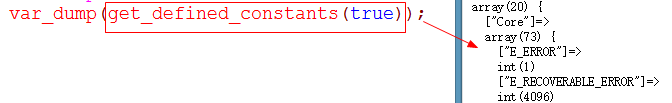 var_dump(get_defined_constants(true));
array(20) {
["Core"]=>
array(73) {
["E_ERROR"]=>
int(1)
["E_RECOVERABLE_ERROR"]=>
int(4096)